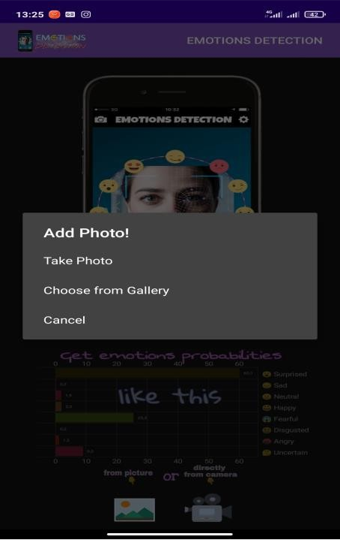 13:25
4G
42
EMOTIONS
EMOTIONS DETECTION
EMOTIONS DETECTION
Add Photo!
Take Photo
Choose from Gallery
Cancel
Get emotions probabilities
0 10 20 30 40 50 60
like this
Surprised
Sad
Neutral
Happy
Fearful
Disgusted
Angry
Uncertain
0 10 20 30 40 50 60
from picture or directly
from camera